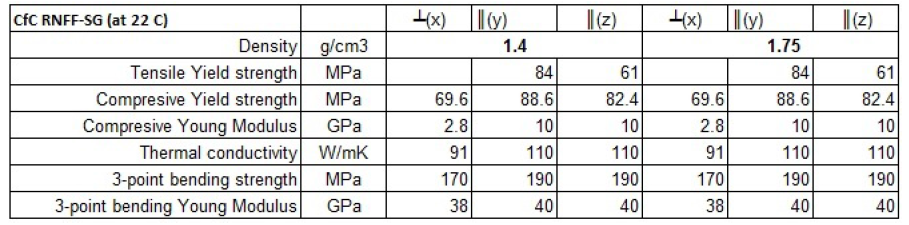 CfC RNFF-SG (at 22 C) ┴(x) ‖(y) ‖(z) ┴(x) ‖(y) ‖(z)
Density g/cm3 1.4 1.75
Tensile Yield strength MPa 84 61 84 61
Compresive Yield strength MPa 69.6 88.6 82.4 69.6 88.6 82.4
Compresive Young Modulus GPa 2.8 10 10 2.8 10 10
Thermal conductivity W/mK 91 110 110 91 110 110
3-point bending strength MPa 170 190 190 170 190 190
3-point bending Young Modulus GPa 38 40 40 38 40 40